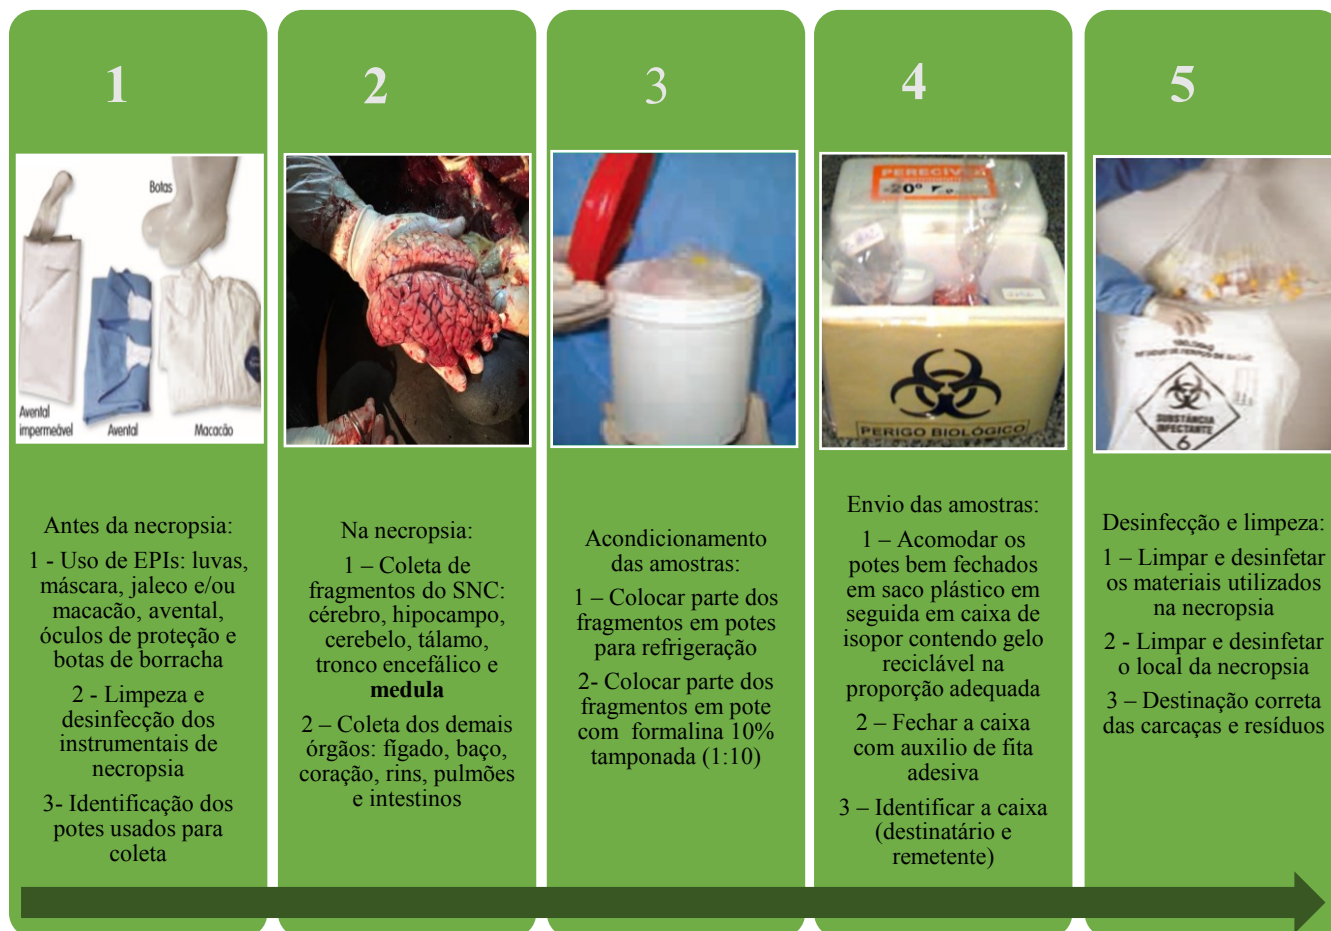 1
Botas
Avental
impermeável
Avental
Macacão
Antes da necropsia:
1 - Uso de EPIs: luvas,
máscara, jaleco e/ou
macacão, avental,
óculos de proteção e
botas de borracha
2 - Limpeza e
desinfecção dos
instrumentais de
necropsia
3- Identificação dos
potes usados para
coleta
2
Na necropsia:
1 – Coleta de
fragmentos do SNC:
cérebro, hipocampo,
cerebelo, tálamo,
tronco encefálico e
medula
2 – Coleta dos demais
órgãos: fígado, baço,
coração, rins, pulmões
e intestinos
3
Acondicionamento
das amostras:
1 – Colocar parte dos
fragmentos em potes
para refrigeração
2- Colocar parte dos
fragmentos em pote
com formalina 10%
tamponada (1:10)
4
PERECÍVEL
-20º
PERIGO BIOLÓGICO
Envio das amostras:
1 – Acomodar os
potes bem fechados
em saco plástico em
seguida em caixa de
isopor contendo gelo
reciclável na
proporção adequada
2 – Fechar a caixa
com auxilio de fita
adesiva
3 – Identificar a caixa
(destinatário e
remetente)
5
SUBSTÂNCIA
INFECTANTE
6
Desinfecção e limpeza:
1 – Limpar e desinfetar
os materiais utilizados
na necropsia
2 - Limpar e desinfetar
o local da necropsia
3 – Destinação correta
das carcaças e resíduos